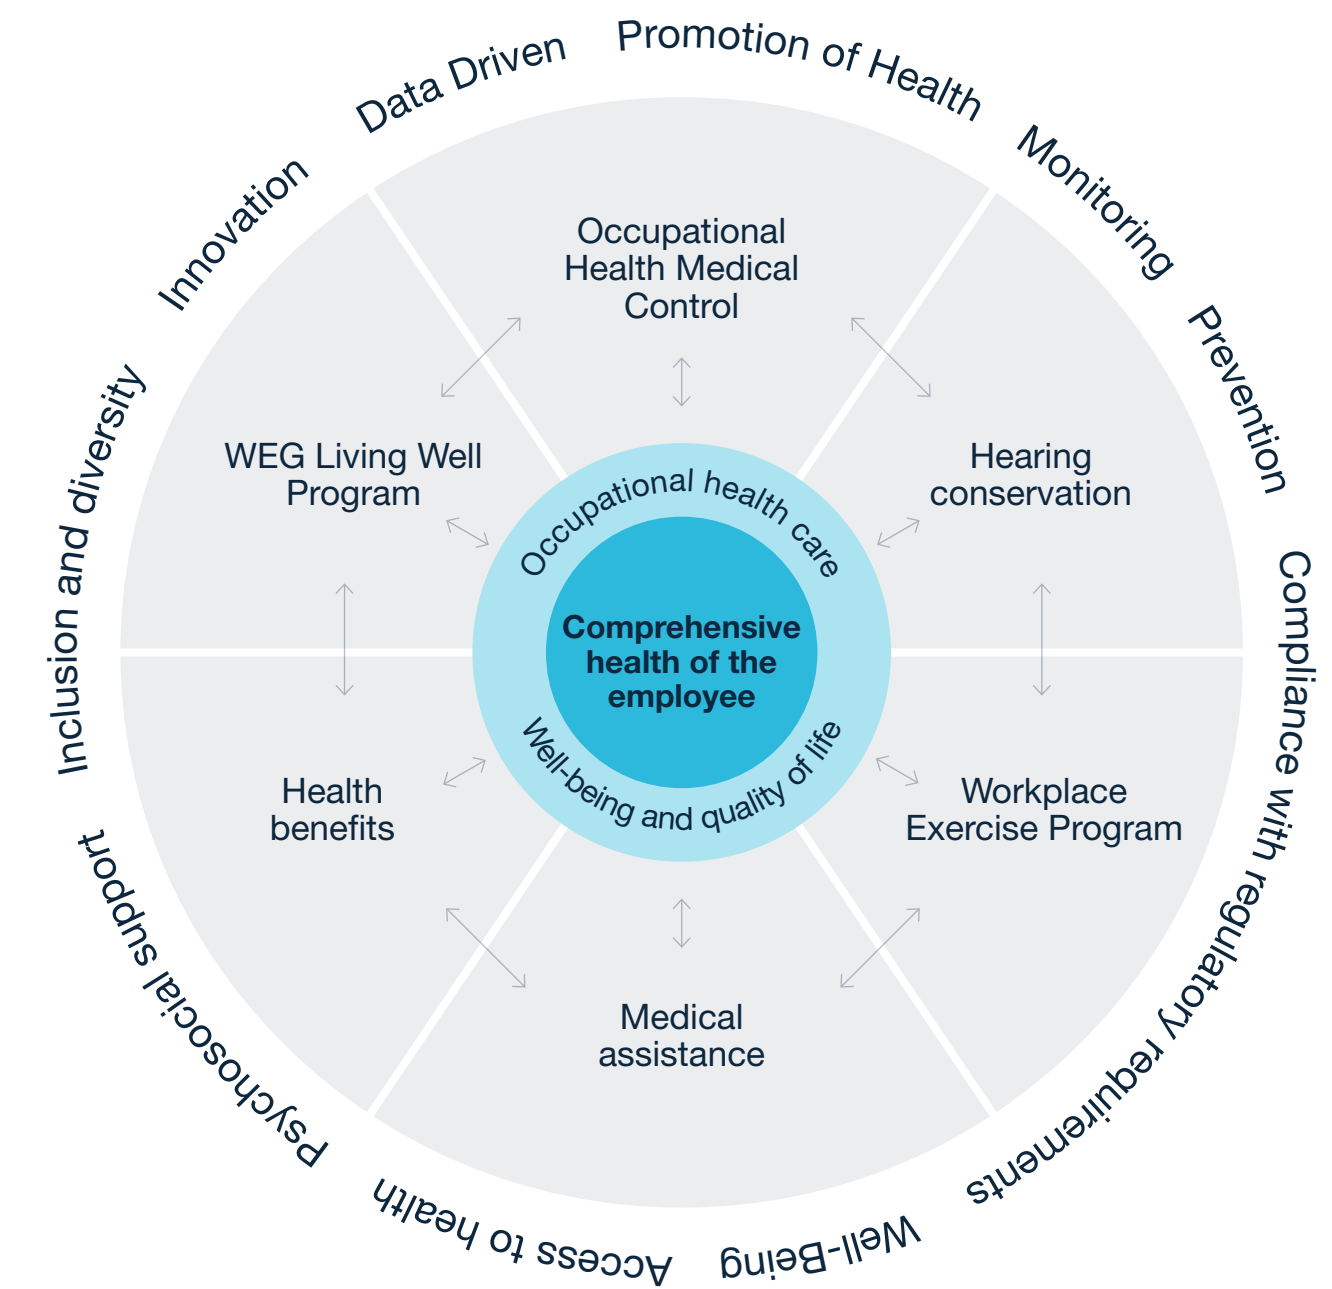 Promotion of Health
Monitoring
Prevention
Compliance with regulatory requirements
Well-Being
Access to health
Psychosocial support
Inclusion and diversity
Innovation
Data Driven
Occupational
Health Medical
Control
Hearing
conservation
Workplace
Exercise Program
Medical
assistance
Health
benefits
WEG Living Well
Program
Occupational health care
Comprehensive
health of the
employee
Well-being and quality of life